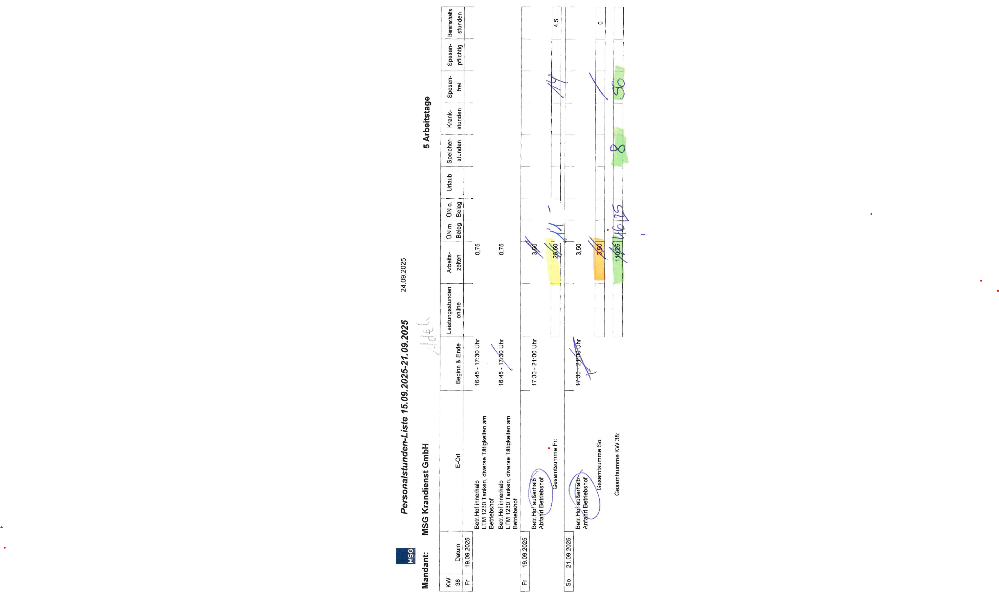 MSG
Personalstunden-Liste 15.09.2025-21.09.2025 24.09.2025
Mandant: MSG Krandienst GmbH 5 Arbeitstage
KW 38 Datum E-Ort Beginn & Ende Leistungsstunden online Arbeits-zeiten ÜN m. Beleg ÜN o. Beleg Urlaub Speicher-stunden Krank-stunden Spesen-frei Spesen-pflichtig Bereitschafts stunden
Fr 19.09.2025
Betr.Hof innerhalb 16:45 - 17:30 Uhr 0,75
LTM 1230 Tanken, diverse Tätigkeiten am
Betriebshof
Betr.Hof innerhalb 16:45 - 17:30 Uhr 0,75
LTM 1230 Tanken, diverse Tätigkeiten am
Betriebshof
Fr 19.09.2025
Betr.Hof außerhalb 17:30 - 21:00 Uhr 3,50
Abfahrt Betriebshof
Gesamtsumme Fr: 26,50 11 14 4,5
So 21.09.2025
Betr.Hof außerhalb 17:30 - 21:00 Uhr 3,50
Anfahrt Betriebshof
Gesamtsumme So: 3,50 0
Gesamtsumme KW 38: 110,25 8 56